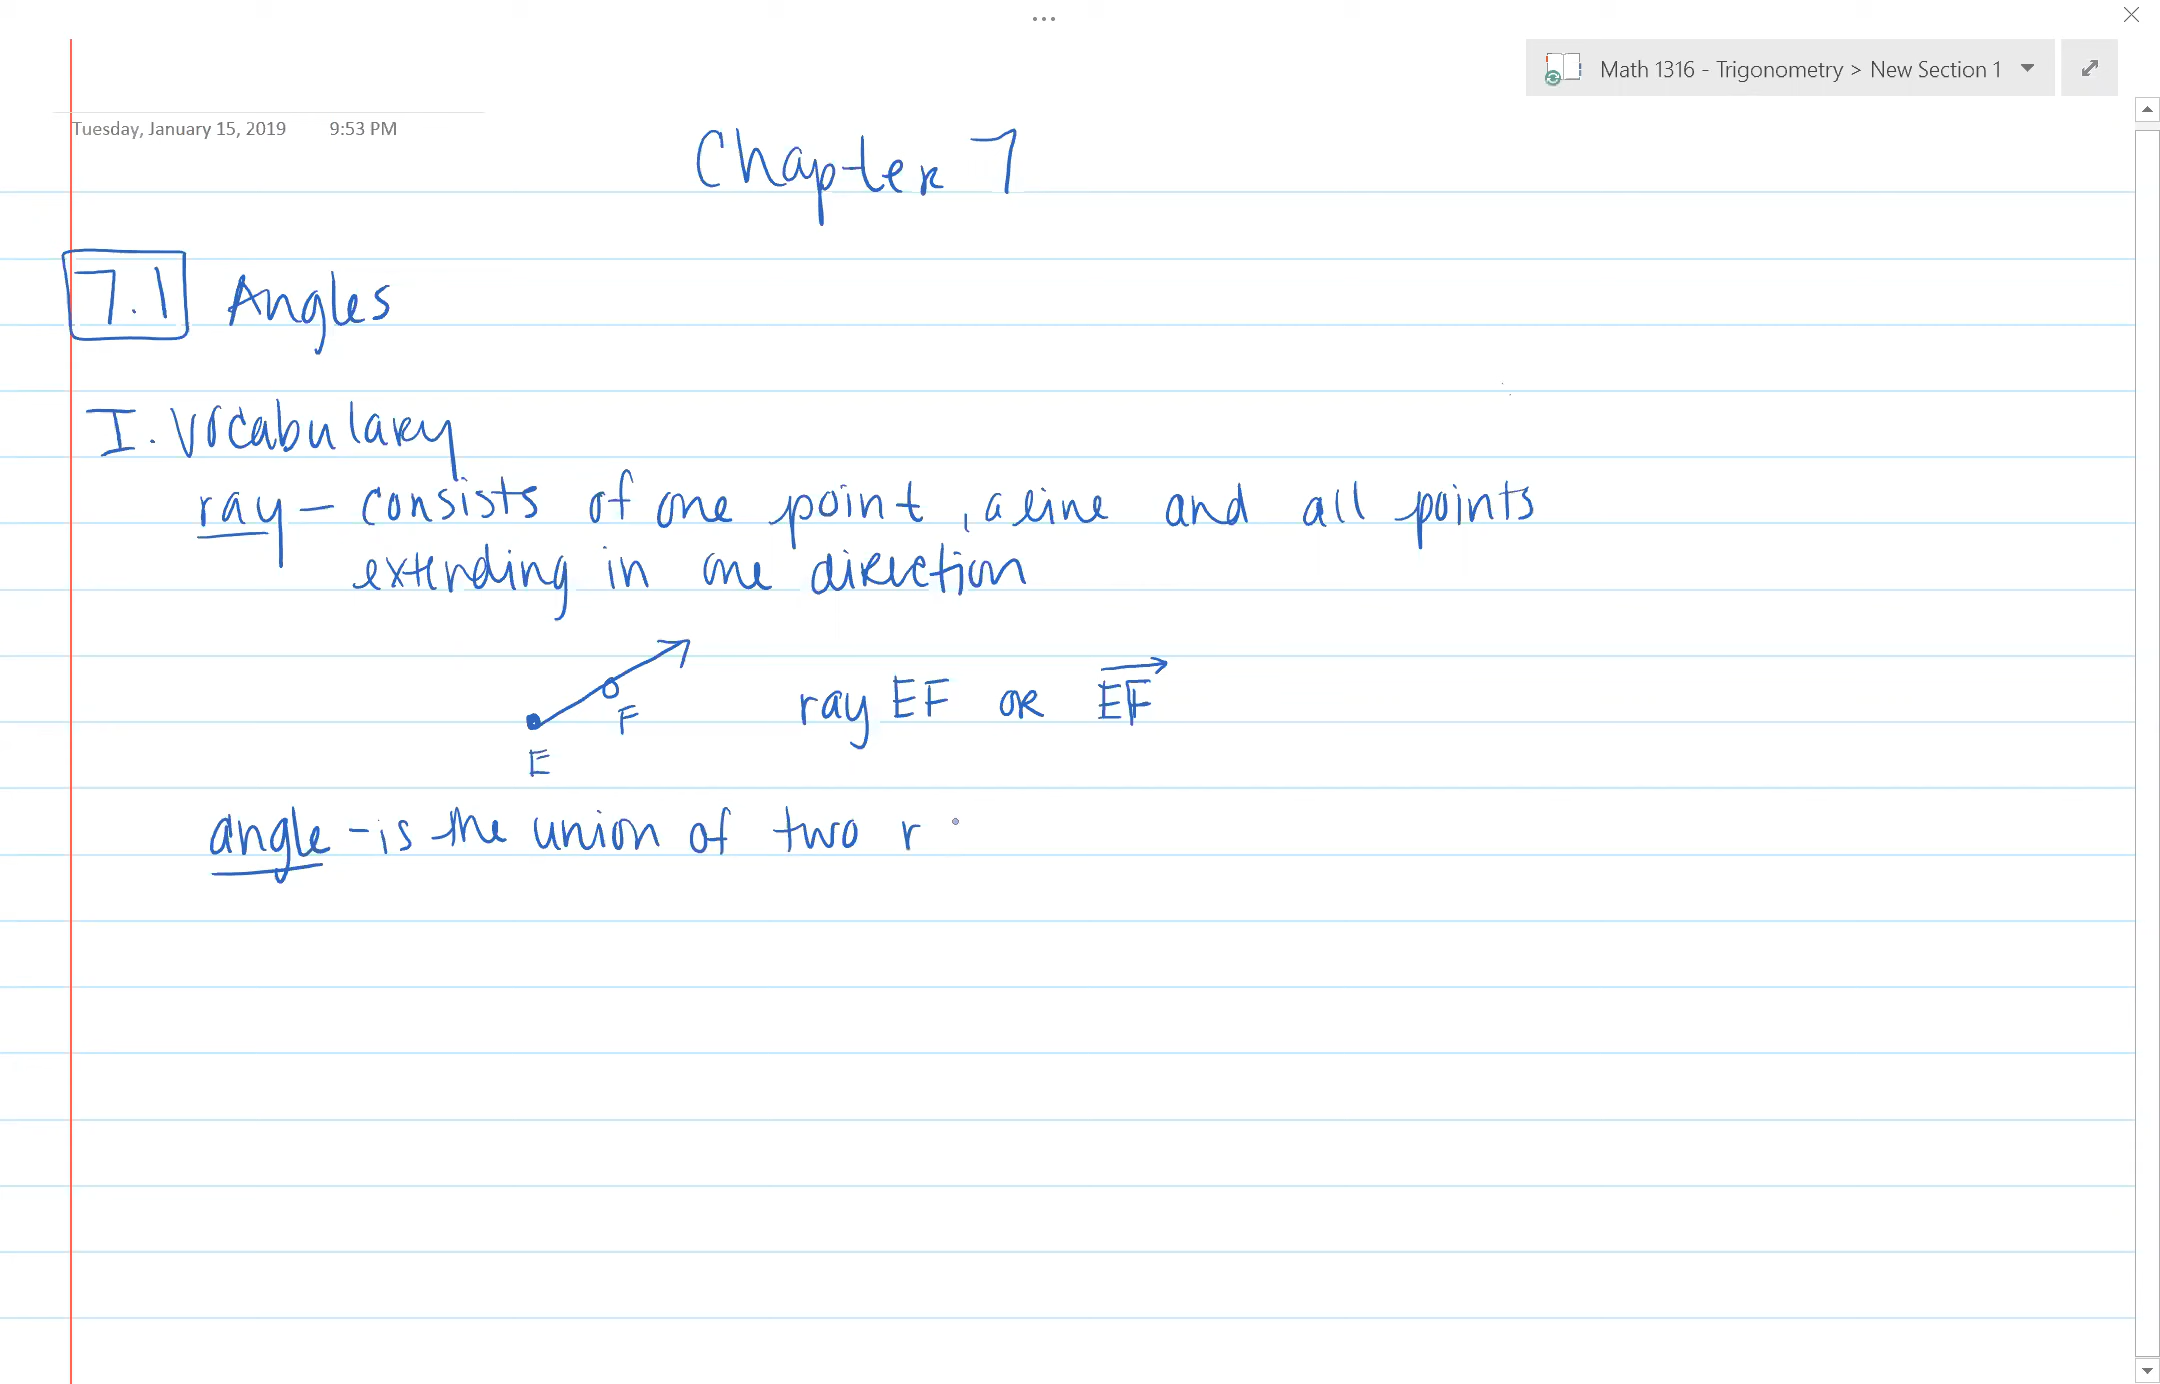 ...
Math 1316 - Trigonometry > New Section 1
Tuesday, January 15, 2019 9:53 PM
Chapter 7
7.1 Angles
I. Vocabulary
ray – consists of one point, a line and all points
extending in one direction
F
E
ray EF or EF
angle - is the union of two r